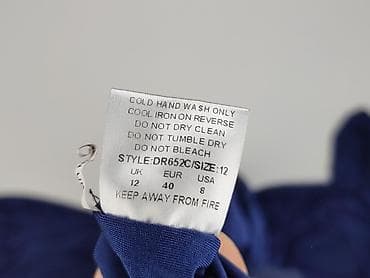 COLD HAND WASH ONLY
COOL IRON ON REVERSE
DO NOT DRY CLEAN
DO NOT TUMBLE DRY
DO NOT BLEACH
STYLE:DR652C/SIZE:12
UK EUR USA
12 40 8
KEEP AWAY FROM FIRE